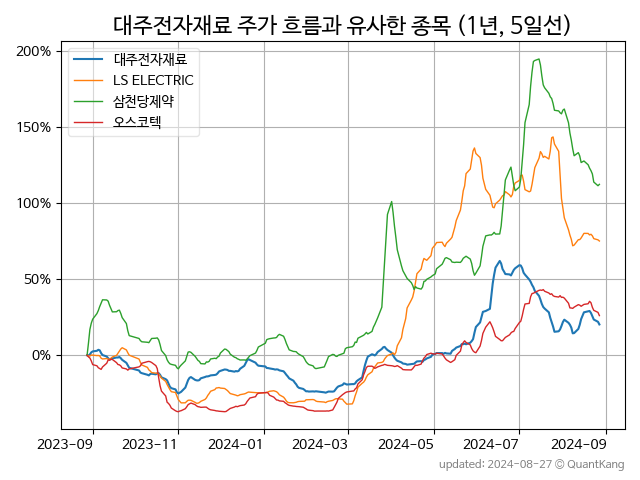 대주전자재료 주가 흐름과 유사한 종목 (1년, 5일선)
대주전자재료
LS ELECTRIC
삼천당제약
오스코텍
200%
150%
100%
50%
0%
2023-09 2023-11 2024-01 2024-03 2024-05 2024-07 2024-09
updated: 2024-08-27 © QuantKang